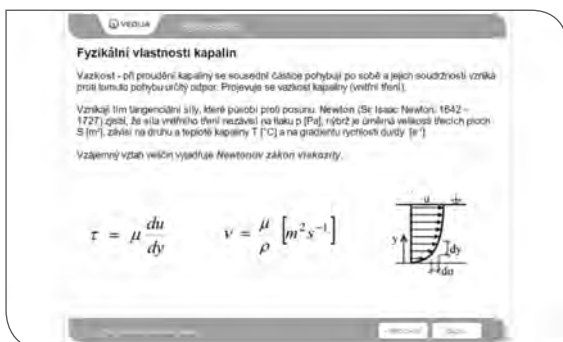 VEOLIA
Fyzikální vlastnosti kapalin
Vazkost - při proudění kapaliny se sousední částice pohybují po sobě a jejich soudržností vzniká
proti tomuto pohybu určitý odpor. Projevuje se vazkost kapaliny (vnitřní tření).
Vznikají tím tangenciální síly, které působí proti posunu. Newton (Sir Isaac Newton, 1642 –
1727) zjistil, že síla vnitřního tření nezávisí na tlaku p [Pa], nýbrž je úměrná velikosti třecích ploch
S [m²], závisí na druhu a teplotě kapaliny T [°C] a na gradientu rychlosti du/dy [s⁻¹]
Vzájemný vztah veličin vyjadřuje Newtonův zákon viskozity.
τ = μ du/dy
ν = μ/ρ [m² s⁻¹]
u
y
dy
du